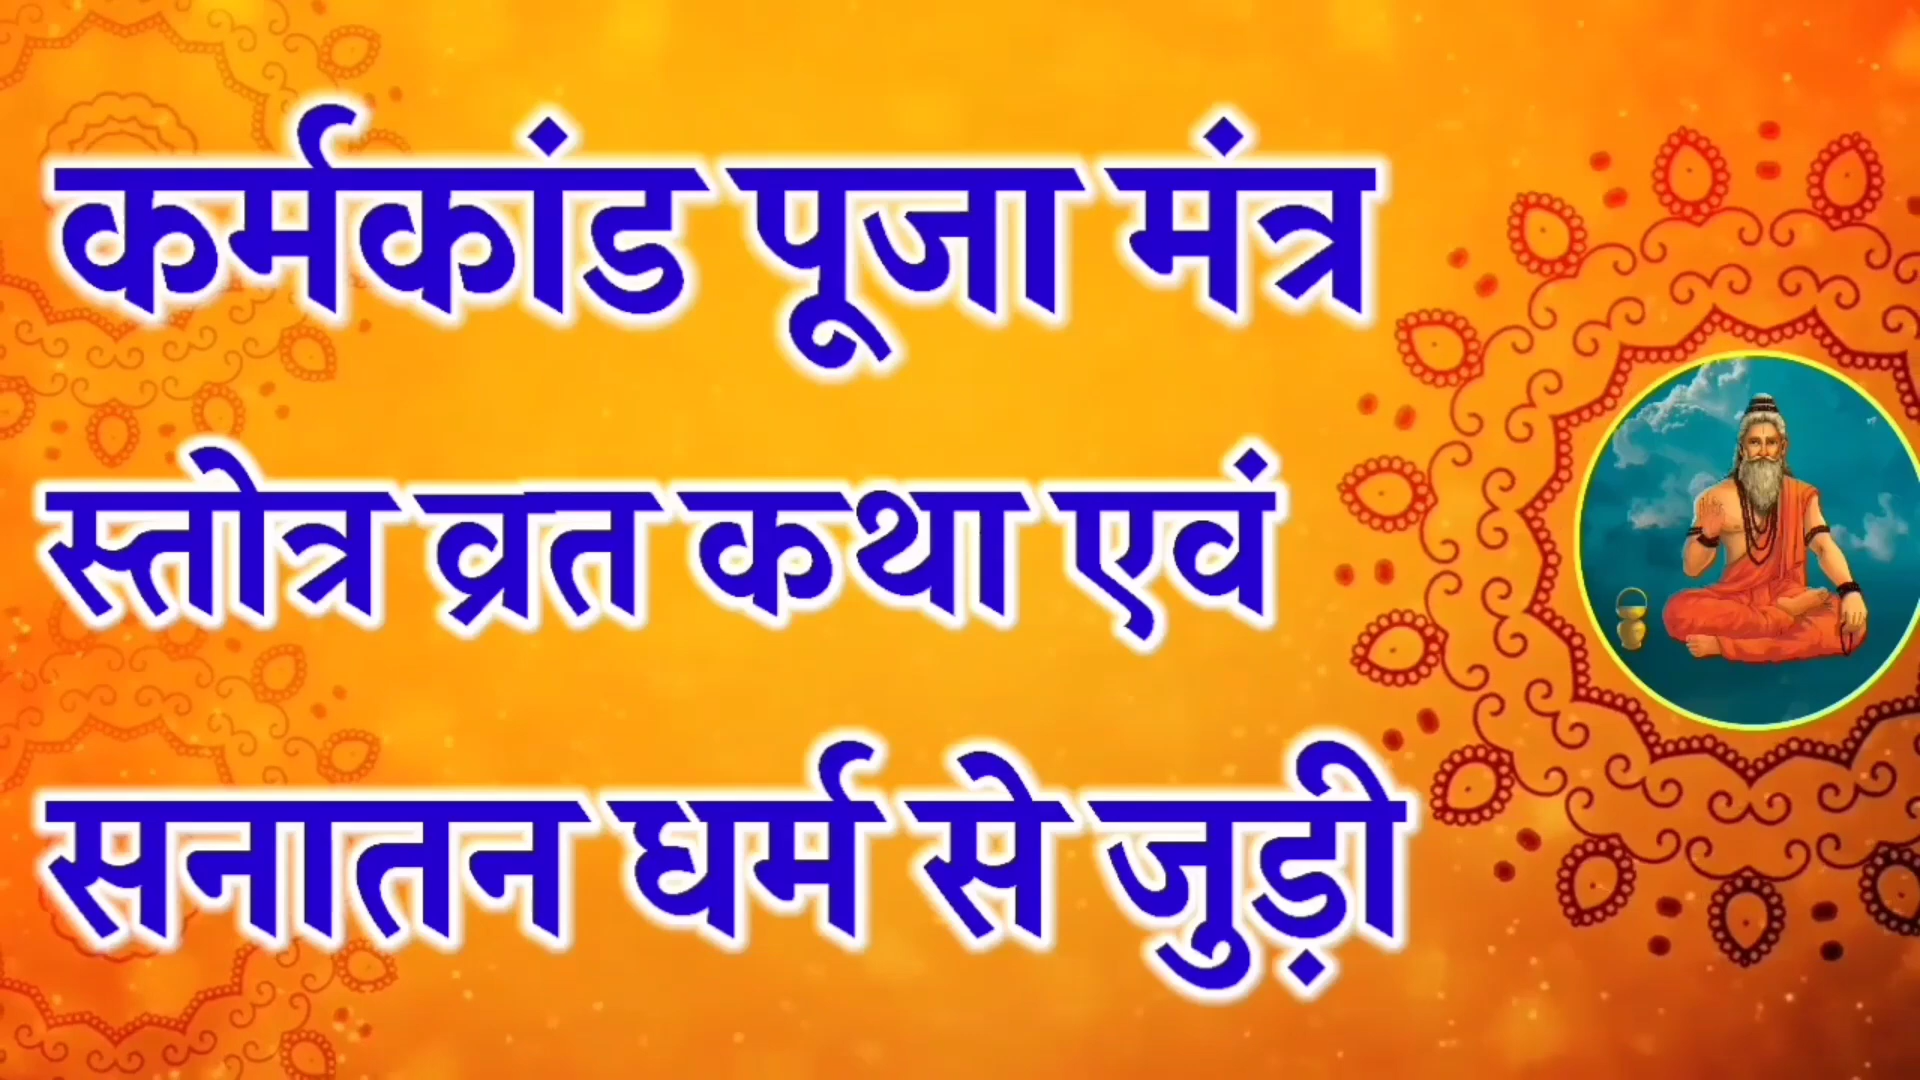 कर्मकांड पूजा मंत्र
स्तोत्र व्रत कथा एवं
सनातन धर्म से जुड़ी